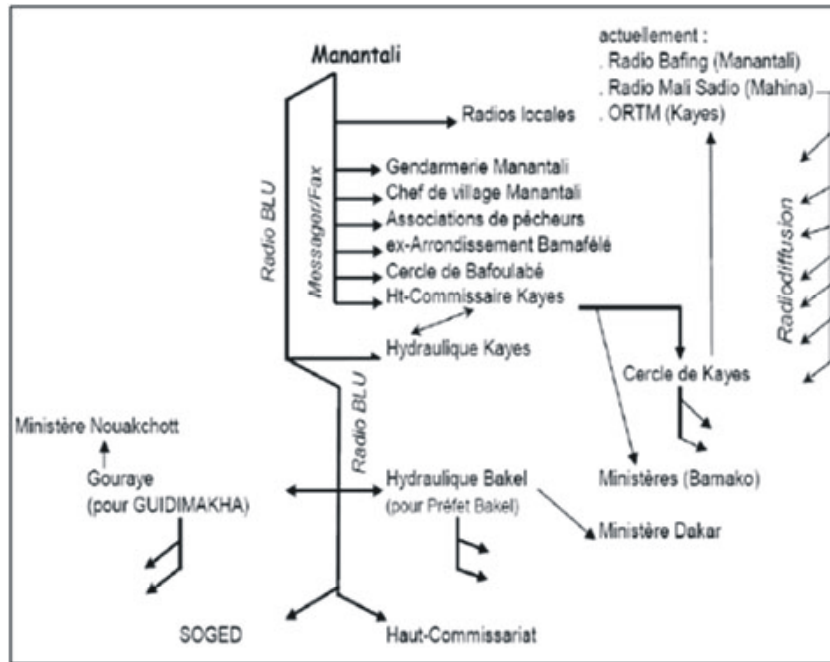 Manantali
actuellement :
. Radio Bafing (Manantali)
. Radio Mali Sadio (Mahina)
. ORTM (Kayes)
Radios locales
Gendarmerie Manantali
Chef de village Manantali
Associations de pêcheurs
ex-Arrondissement Bamafélé
Cercle de Bafoulabé
Ht-Commissaire Kayes
Radio BLU
Messager/Fax
Radiodiffusion
Hydraulique Kayes
Cercle de Kayes
Radio BLU
Ministère Nouakchott
Gouraye
(pour GUIDIMAKHA)
Hydraulique Bakel
(pour Préfet Bakel)
Ministères (Bamako)
Ministère Dakar
SOGED
Haut-Commissariat